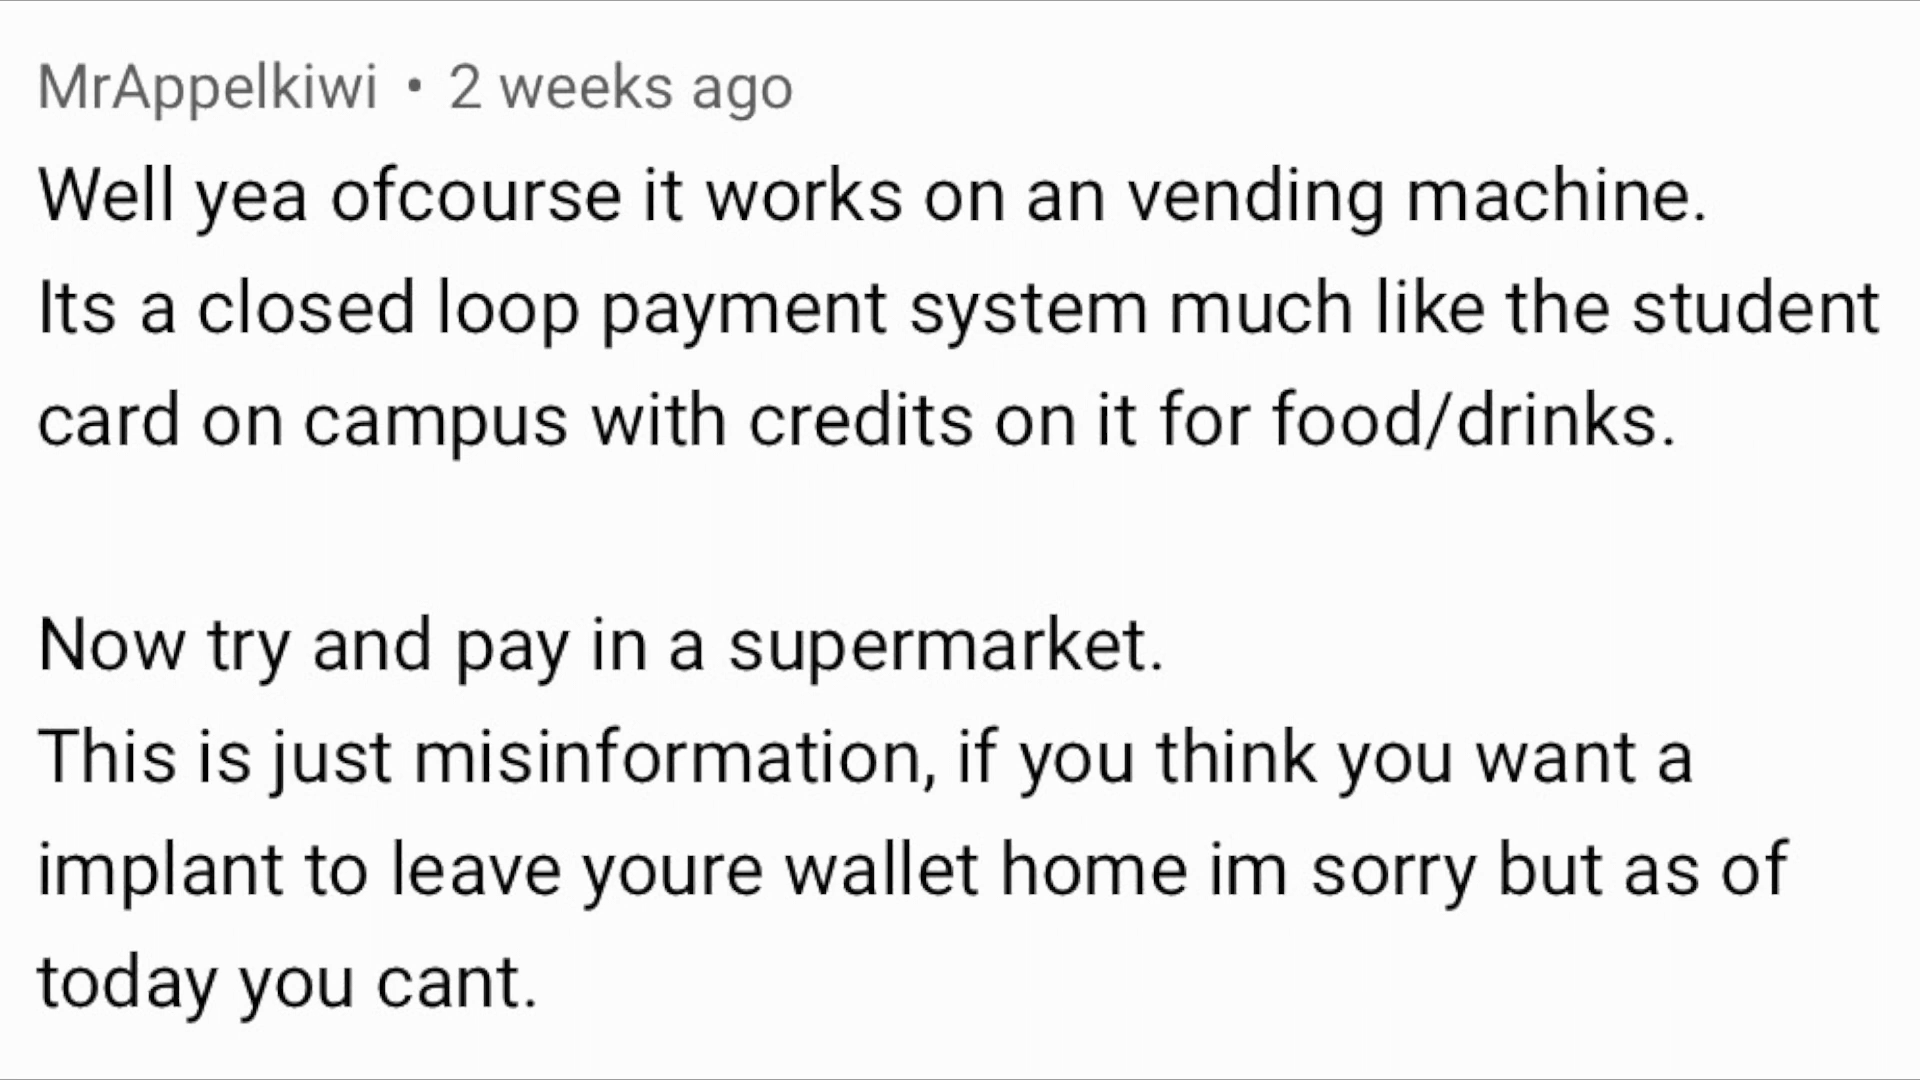 MrAppelkiwi • 2 weeks ago
Well yea ofcourse it works on an vending machine.
Its a closed loop payment system much like the student
card on campus with credits on it for food/drinks.
Now try and pay in a supermarket.
This is just misinformation, if you think you want a
implant to leave youre wallet home im sorry but as of
today you cant.